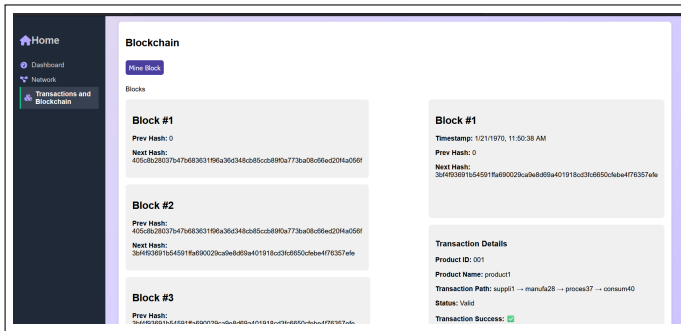 Home
Dashboard
Network
Transactions and
Blockchain
Blockchain
Mine Block
Blocks
Block #1
Prev Hash: 0
Next Hash:
405c8b28037b47b683631f96a36d348cb85ccb89f0a773ba08c66ed20f4a056f
Block #2
Prev Hash:
405c8b28037b47b683631f96a36d348cb85ccb89f0a773ba08c66ed20f4a056f
Next Hash:
3bf4f93691b54591ffa690029ca9e8d69a401918cd3fc6650cfebe4f76357efe
Block #3
Prev Hash:
3bf4f93691b54591ffa690029ca9e8d69a401918cd3fc6650cfebe4f76357efe
Block #1
Timestamp: 1/21/1970, 11:50:38 AM
Prev Hash: 0
Next Hash:
3bf4f93691b54591ffa690029ca9e8d69a401918cd3fc6650cfebe4f76357efe
Transaction Details
Product ID: 001
Product Name: product1
Transaction Path: suppli1 → manufa28 → proces37 → consum40
Status: Valid
Transaction Success: ✅